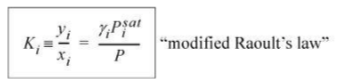 K_i ≡ y_i/x_i = γ_i P_i^sat/P "modified Raoult's law"